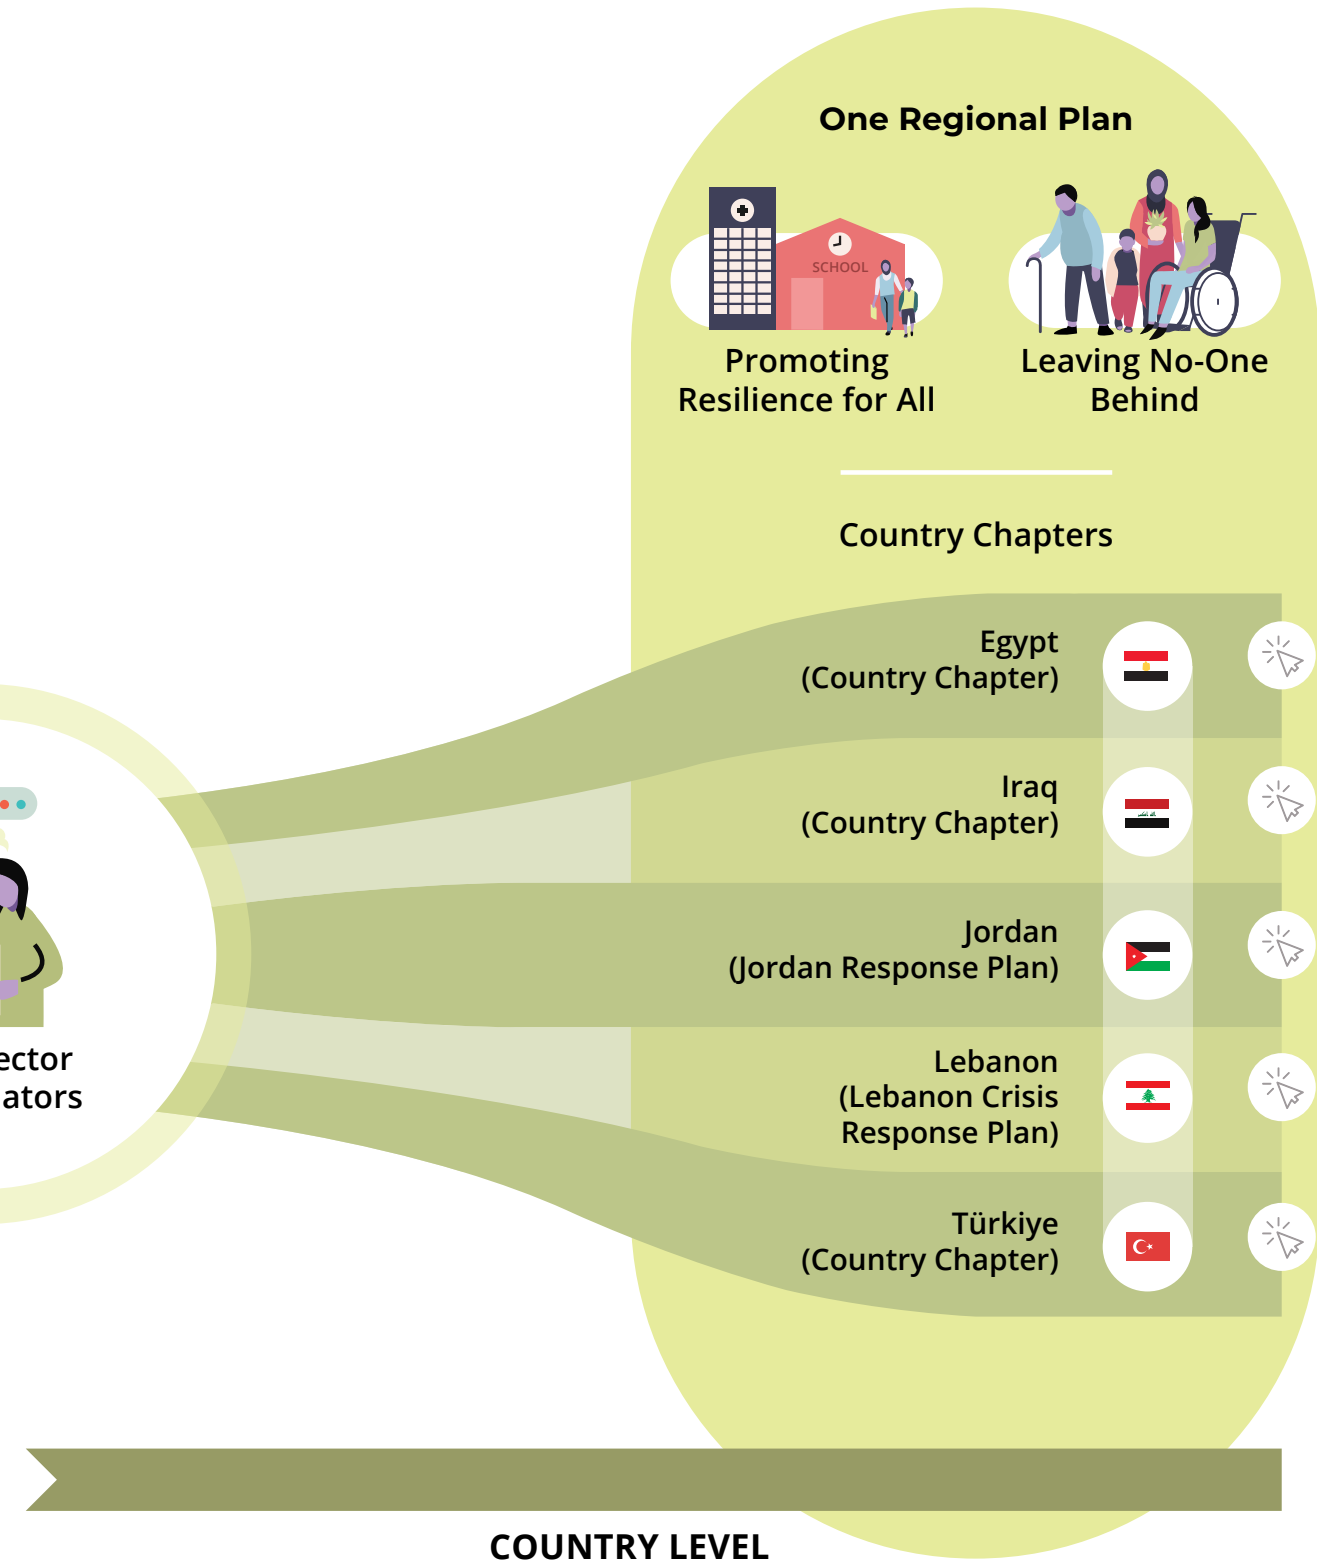 One Regional Plan
SCHOOL
Promoting
Resilience for All
Leaving No-One
Behind
Country Chapters
Egypt
(Country Chapter)
Iraq
(Country Chapter)
Jordan
(Jordan Response Plan)
Lebanon
(Lebanon Crisis
Response Plan)
Türkiye
(Country Chapter)
ector
ators
COUNTRY LEVEL